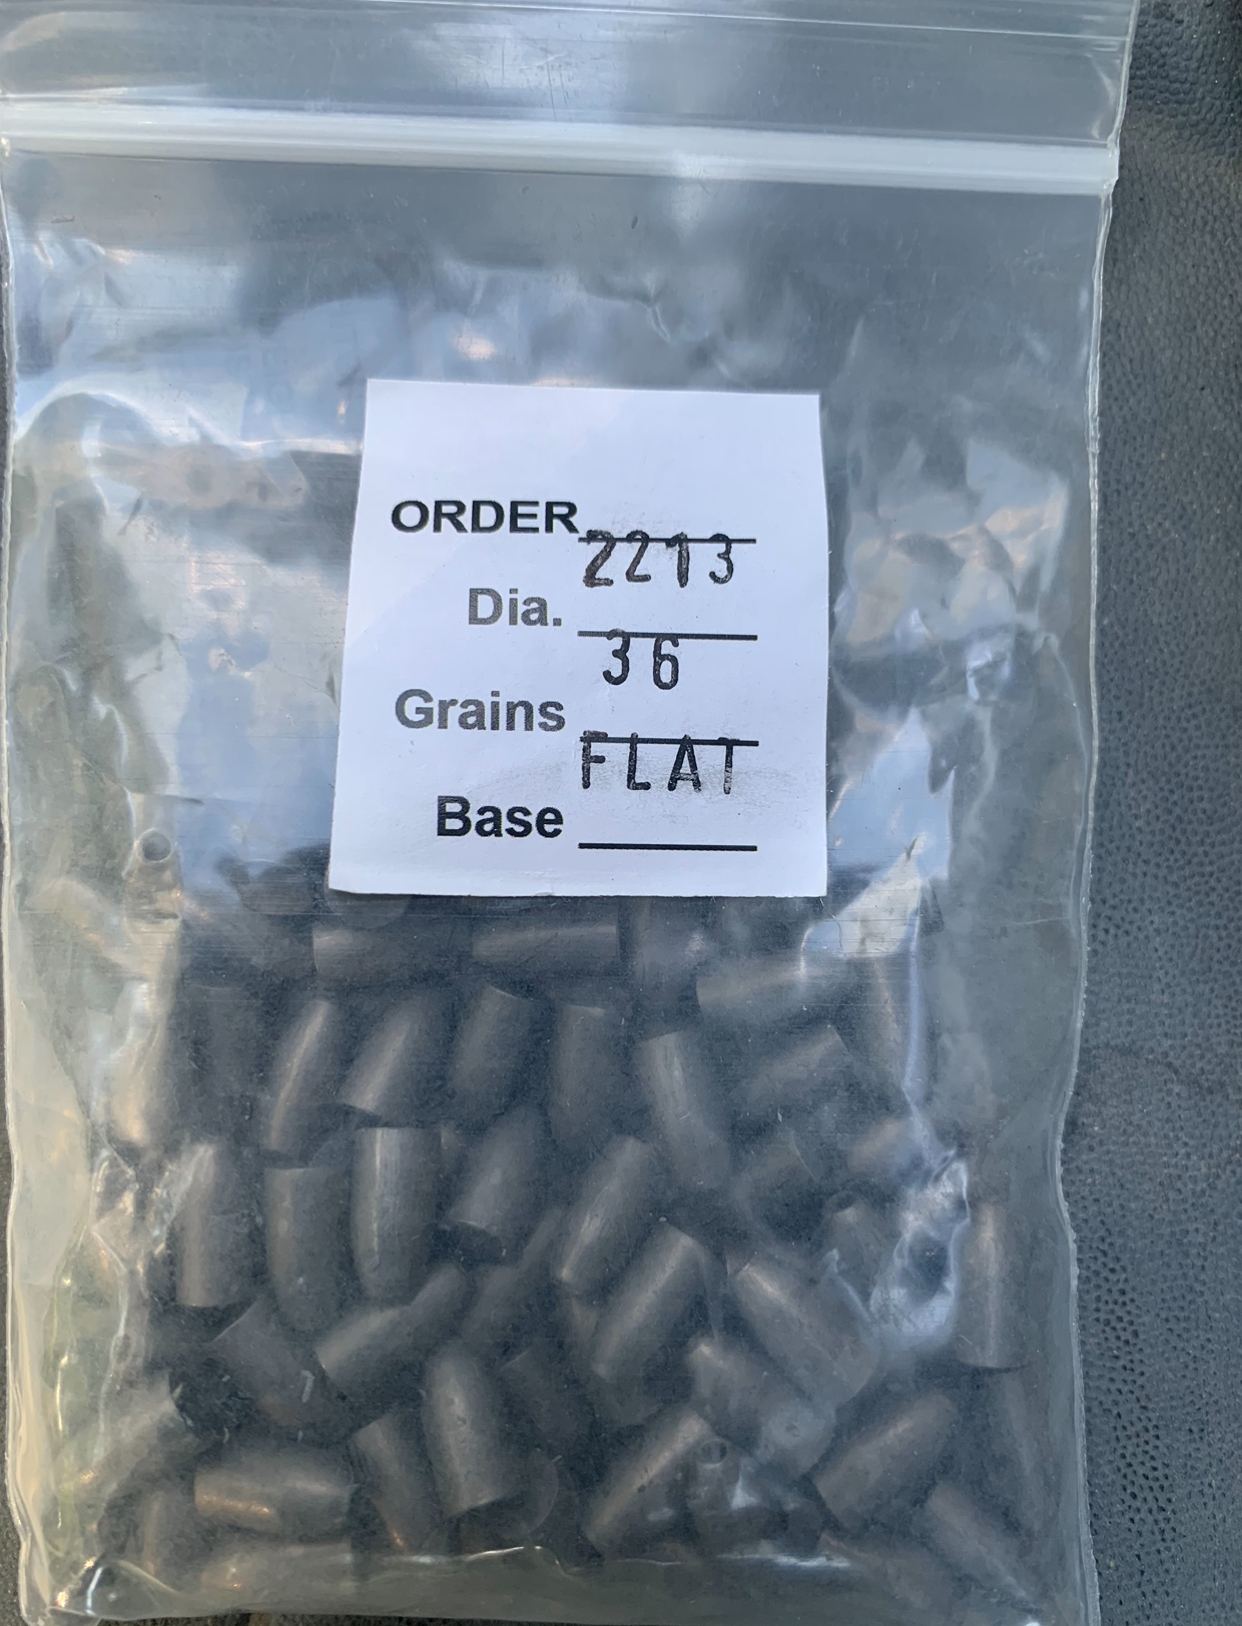 ORDER
2213
Dia.
36
Grains
FLAT
Base